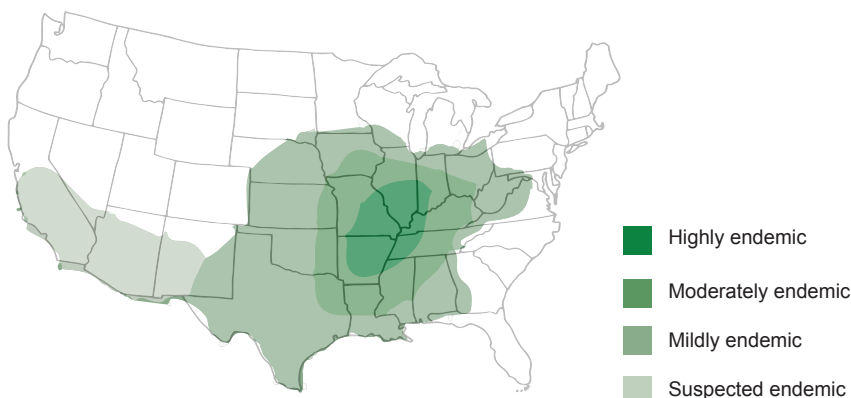 Highly endemic
Moderately endemic
Mildly endemic
Suspected endemic